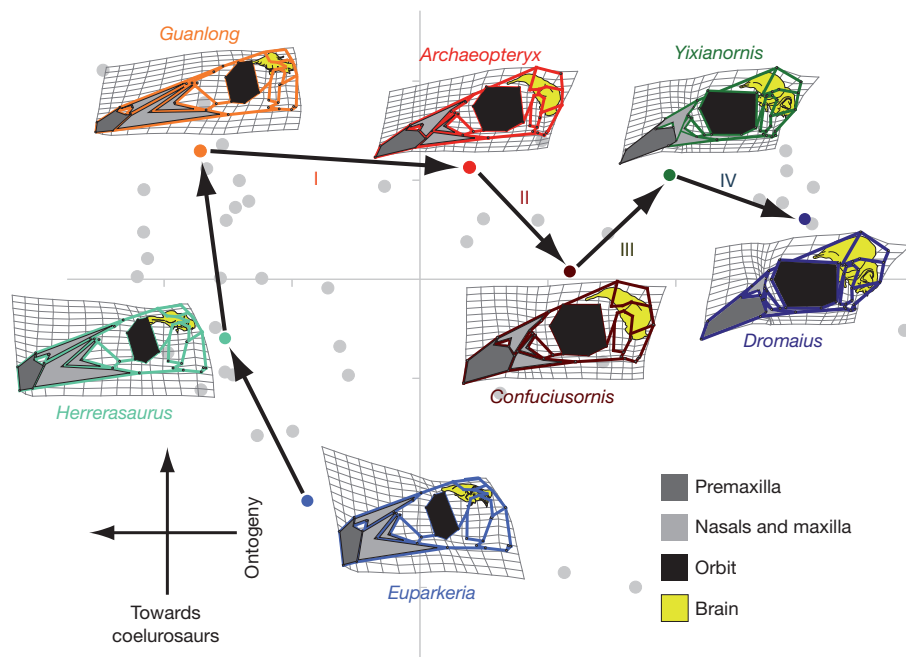 Guanlong
Archaeopteryx
Yixianornis
I
II
III
IV
Herrerasaurus
Confuciusornis
Dromaius
Euparkeria
Ontogeny
Towards
coelurosaurs
Premaxilla
Nasals and maxilla
Orbit
Brain